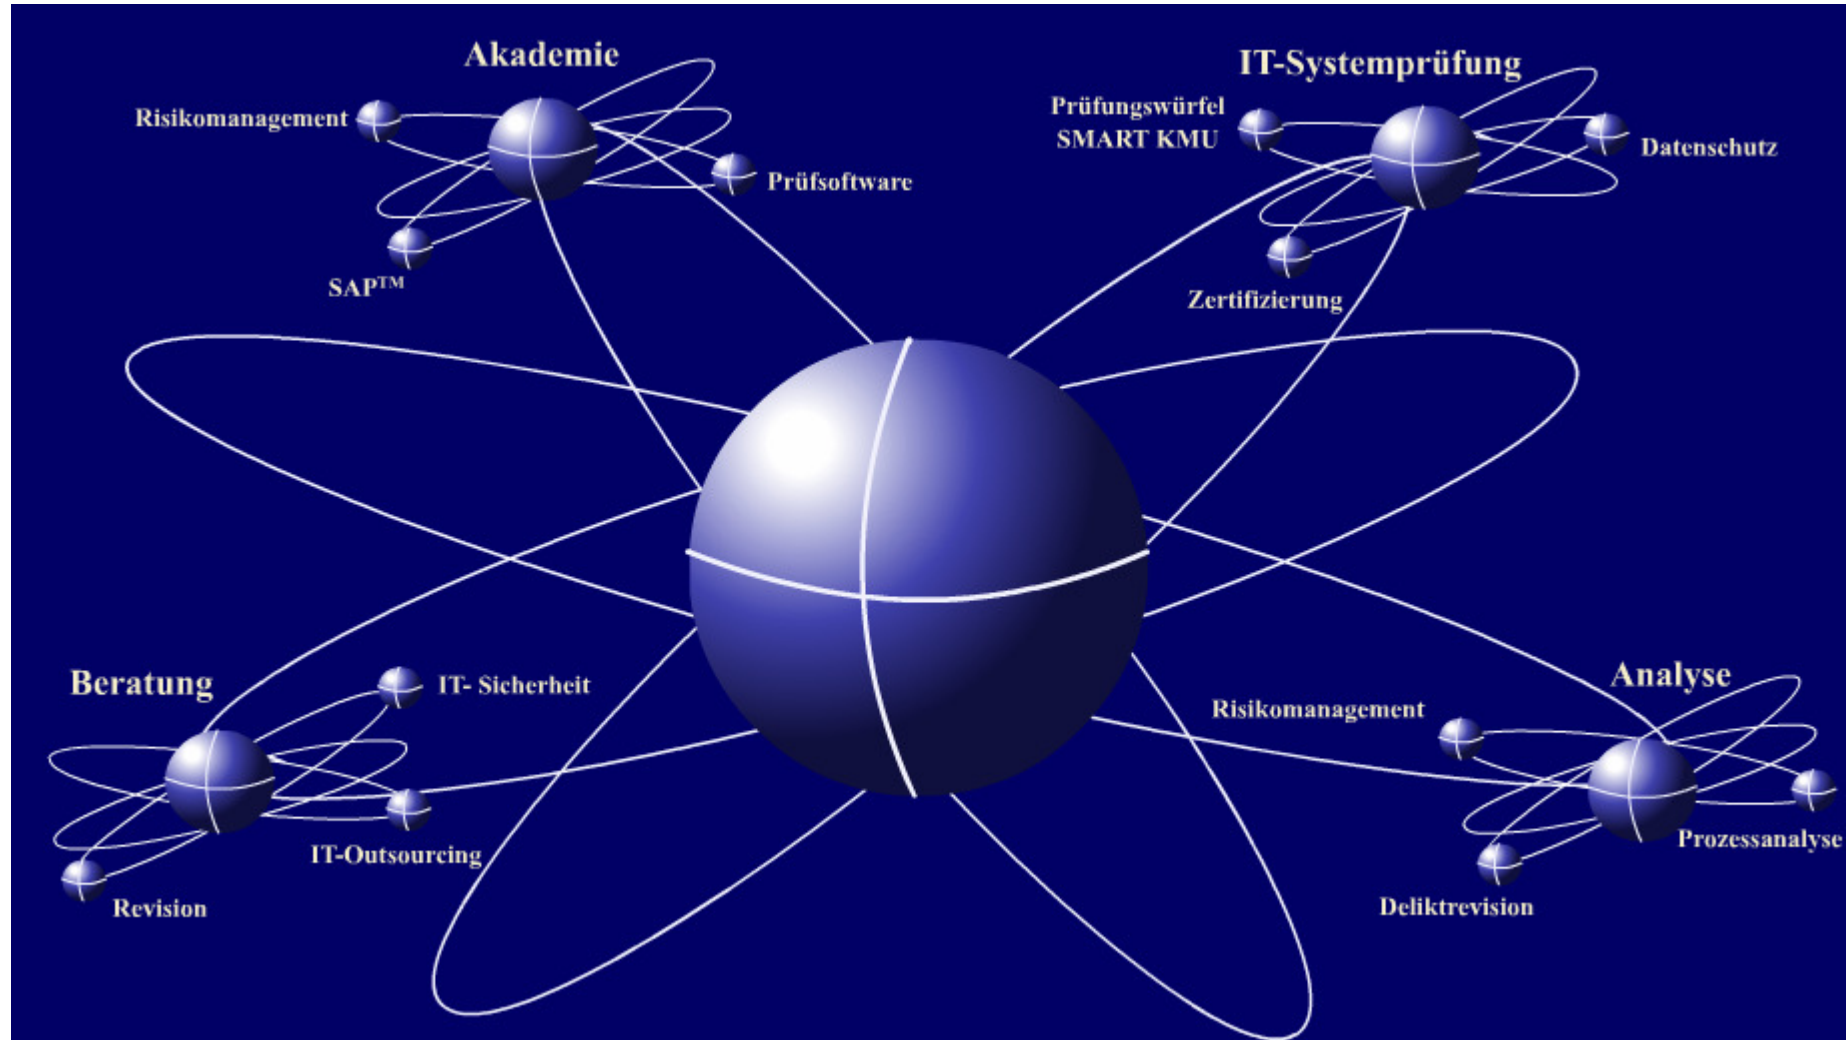 Akademie
Risikomanagement
Prüfsoftware
SAP™
IT-Systemprüfung
Prüfungswürfel
SMART KMU
Datenschutz
Zertifizierung
Beratung
IT- Sicherheit
IT-Outsourcing
Revision
Analyse
Risikomanagement
Prozessanalyse
Deliktrevision